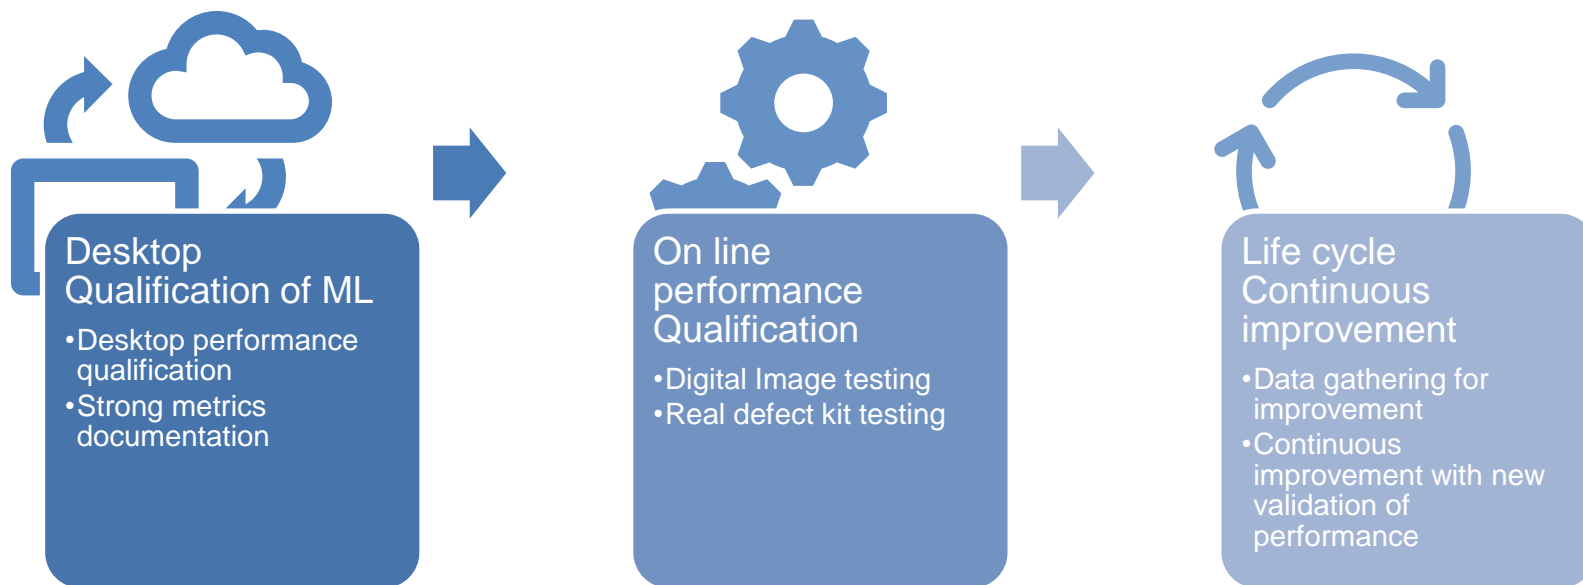 Desktop
Qualification of ML
•Desktop performance
qualification
•Strong metrics
documentation
On line
performance
Qualification
•Digital Image testing
•Real defect kit testing
Life cycle
Continuous
improvement
•Data gathering for
improvement
•Continuous
improvement with new
validation of
performance